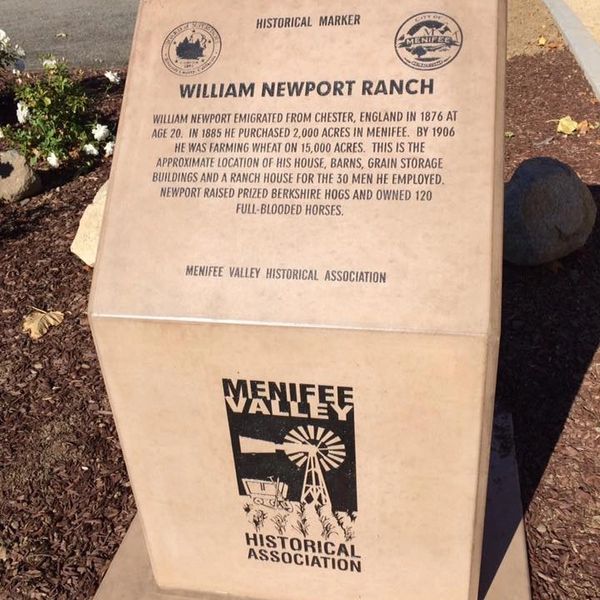 HISTORICAL MARKER
CITY OF
MENIFEE
WILLIAM NEWPORT RANCH
WILLIAM NEWPORT EMIGRATED FROM CHESTER, ENGLAND IN 1876 AT
AGE 20. IN 1885 HE PURCHASED 2,000 ACRES IN MENIFEE. BY 1906
HE WAS FARMING WHEAT ON 15,000 ACRES. THIS IS THE
APPROXIMATE LOCATION OF HIS HOUSE, BARNS, GRAIN STORAGE
BUILDINGS AND A RANCH HOUSE FOR THE 30 MEN HE EMPLOYED.
NEWPORT RAISED PRIZED BERKSHIRE HOGS AND OWNED 120
FULL-BLOODED HORSES.
MENIFEE VALLEY HISTORICAL ASSOCIATION
MENIFEE
VALLEY
HISTORICAL
ASSOCIATION